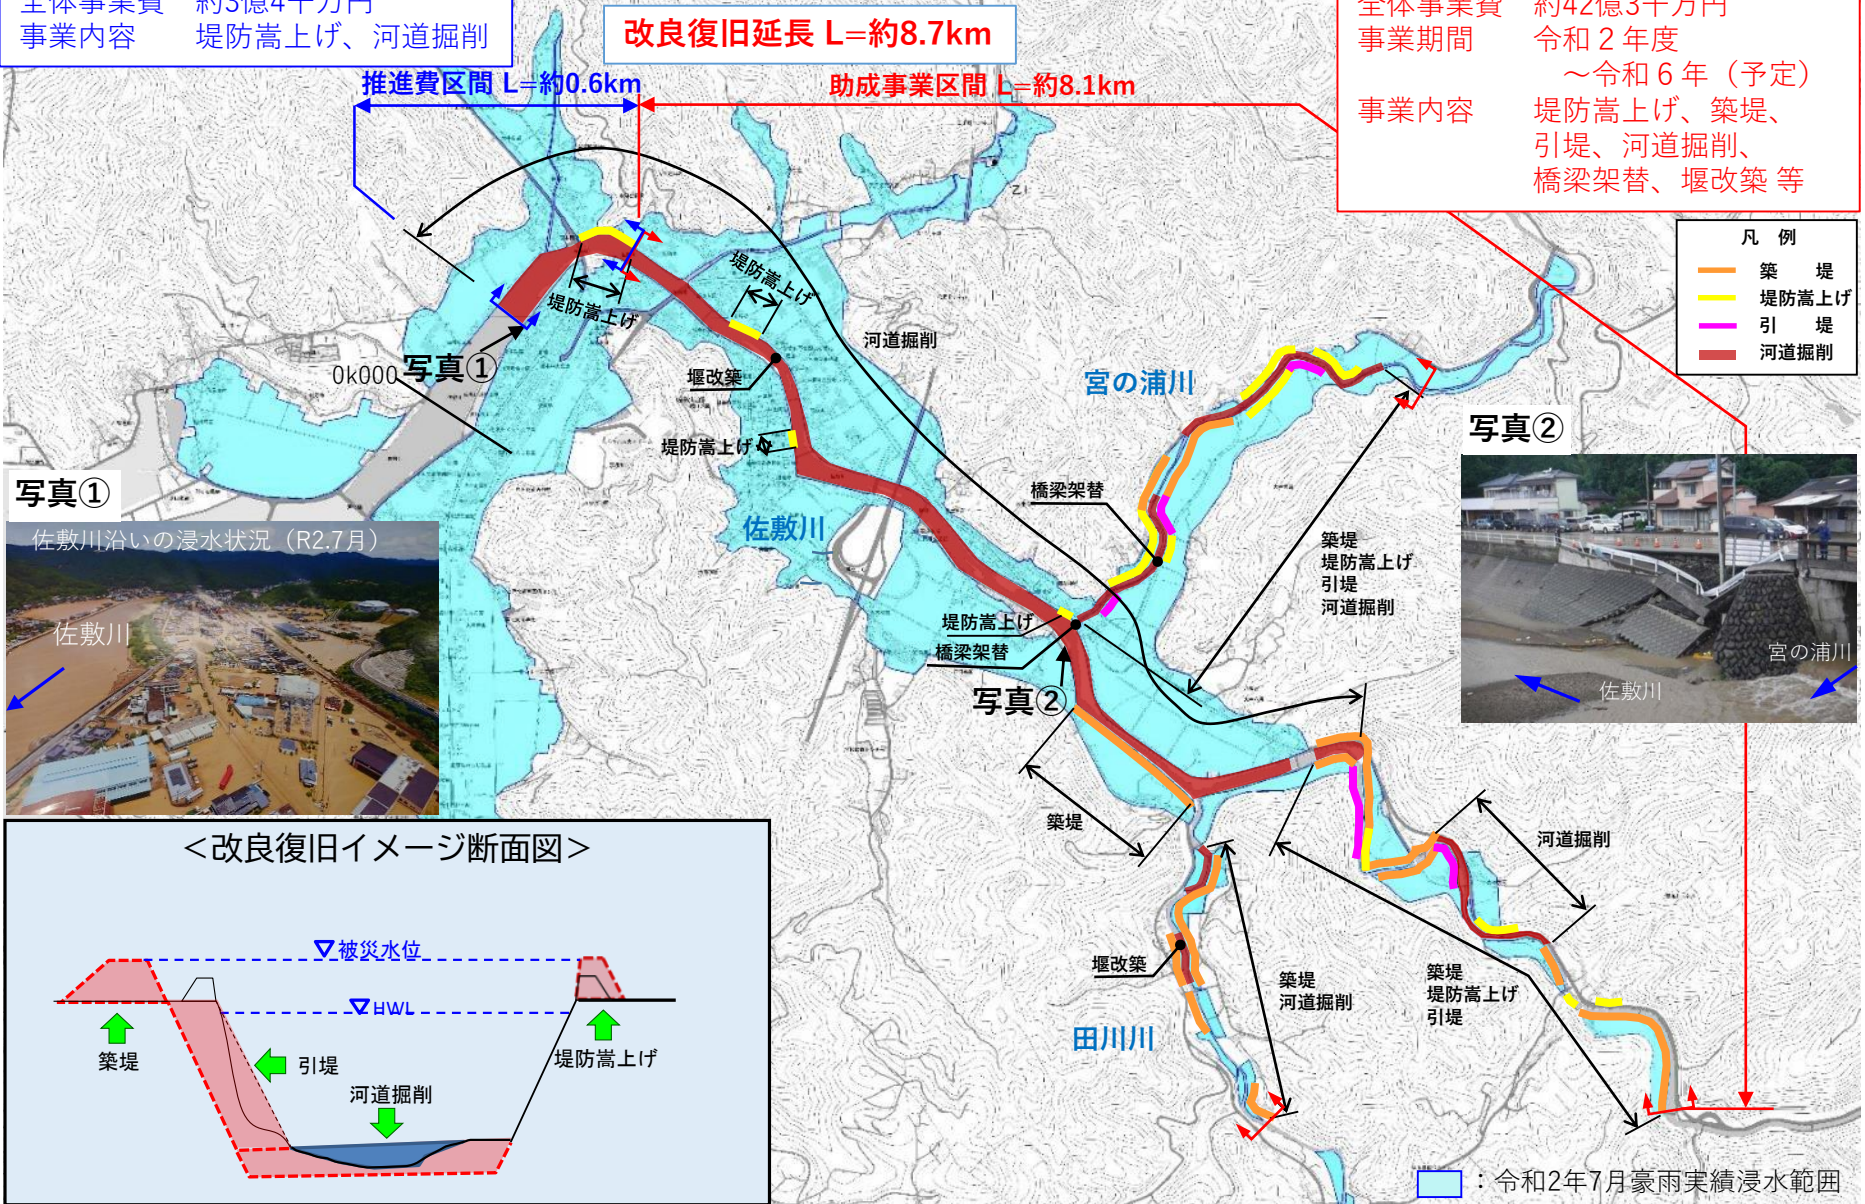 全体事業費 約3億4千万円
事業内容 堤防嵩上げ、河道掘削
改良復旧延長 L=約8.7km
全体事業費 約42億3千万円
事業期間 令和２年度
～令和６年（予定）
事業内容 堤防嵩上げ、築堤、
引堤、河道掘削、
橋梁架替、堰改築 等
推進費区間 L=約0.6km
助成事業区間 L=約8.1km
凡 例
築 堤
堤防嵩上げ
引 堤
河道掘削
堤防嵩上げ
堤防嵩上げ
河道掘削
0k000
写真①
堰改築
宮の浦川
堤防嵩上げ
写真②
写真①
佐敷川沿いの浸水状況（R2.7月）
佐敷川
佐敷川
橋梁架替
築堤
堤防嵩上げ
引堤
河道掘削
堤防嵩上げ
橋梁架替
写真②
宮の浦川
佐敷川
築堤
河道掘削
堰改築
築堤
河道掘削
築堤
堤防嵩上げ
引堤
田川川
＜改良復旧イメージ断面図＞
▽被災水位
▽HWL
築堤
引堤
河道掘削
堤防嵩上げ
：令和2年7月豪雨実績浸水範囲